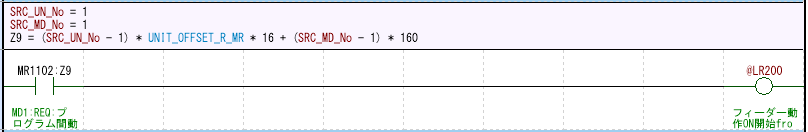 SRC_UN_No = 1
SRC_MD_No = 1
Z9 = (SRC_UN_No - 1) * UNIT_OFFSET_R_MR * 16 + (SRC_MD_No - 1) * 160
MR1102:Z9
@LR200
MD1:REQ:プ
ログラム間動
フィーダー動
作ON開始fro